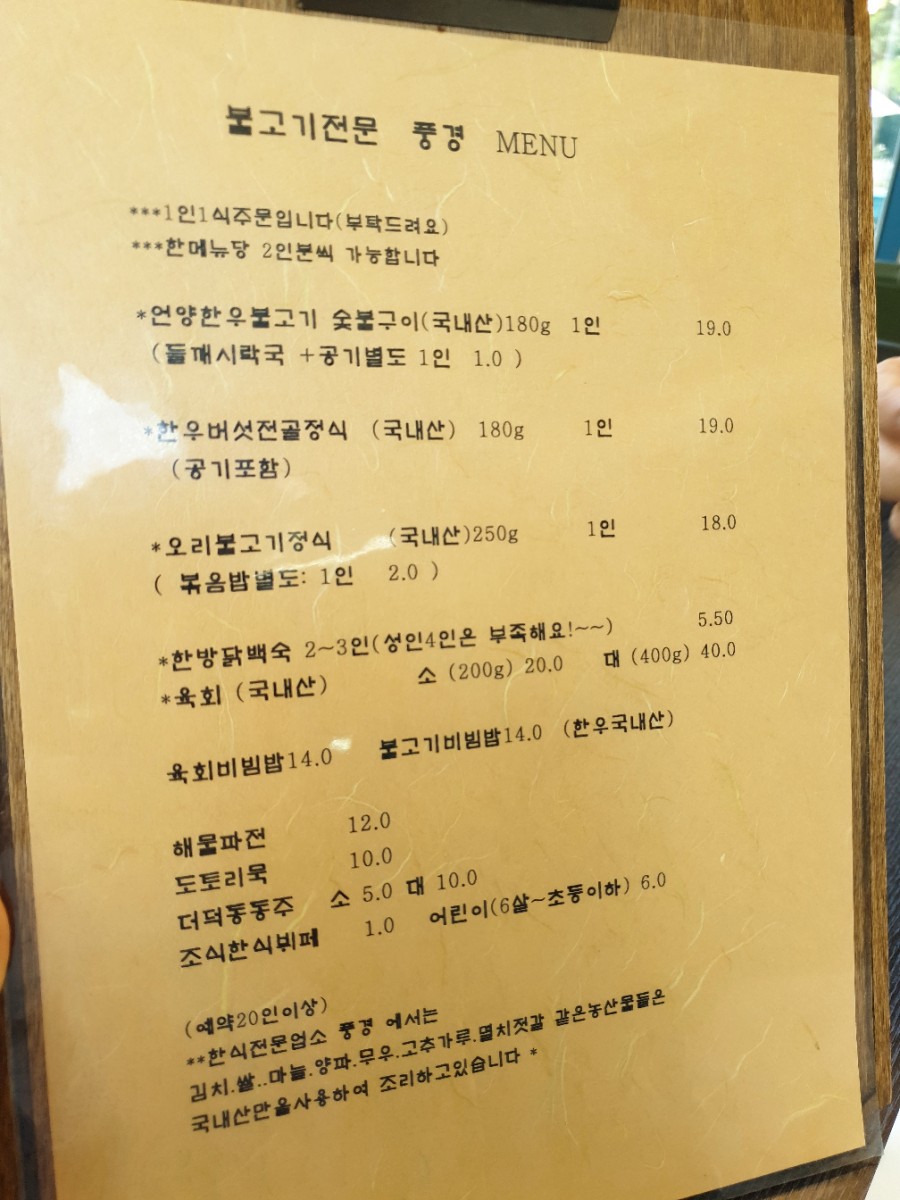 불고기전문 풍경 MENU
***1인1식주문입니다(부탁드려요)
***한메뉴당 2인분씩 가능합니다
*언양한우불고기 숯불구이(국내산)180g 1인 19.0
(들깨시락국 +공기별도 1인 1.0 )
*한우버섯전골정식 (국내산) 180g 1인 19.0
(공기포함)
*오리불고기정식 (국내산)250g 1인 18.0
( 볶음밥별도: 1인 2.0 )
*한방닭백숙 2~3인(성인4인은 부족해요!~~) 5.50
*육회 (국내산) 소 (200g) 20.0 대 (400g) 40.0
육회비빔밥14.0 불고기비빔밥14.0 (한우국내산)
해물파전 12.0
도토리묵 10.0
더덕동동주 소 5.0 대 10.0
조식한식뷔페 1.0 어린이(6살~초등이하) 6.0
(예약20인이상)
**한식전문업소 풍경 에서는
김치.쌀..마늘.양파.무우.고추가루.멸치젓갈 같은농산물들은
국내산만을사용하여 조리하고있습니다 *